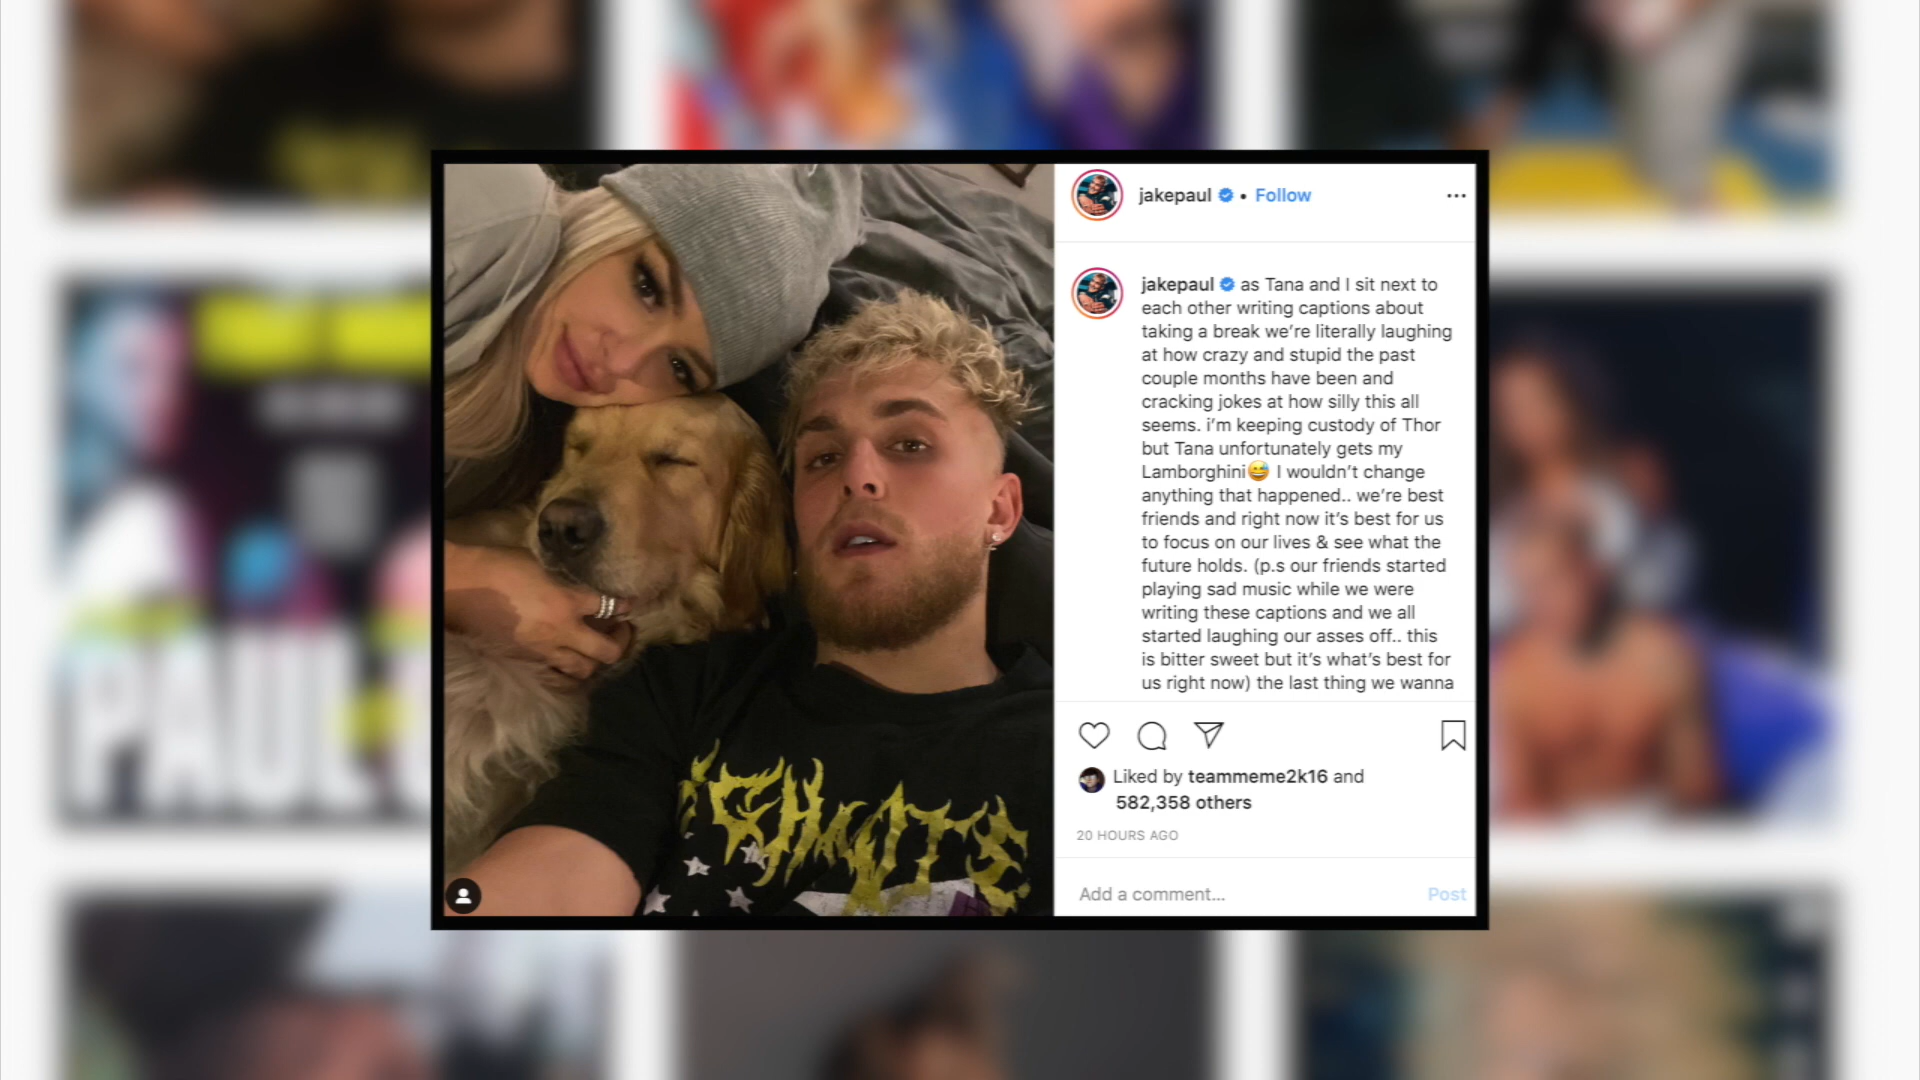 jakepaul • Follow
jakepaul as Tana and I sit next to
each other writing captions about
taking a break we’re literally laughing
at how crazy and stupid the past
couple months have been and
cracking jokes at how silly this all
seems. i’m keeping custody of Thor
but Tana unfortunately gets my
Lamborghini😅 I wouldn’t change
anything that happened.. we’re best
friends and right now it’s best for us
to focus on our lives & see what the
future holds. (p.s our friends started
playing sad music while we were
writing these captions and we all
started laughing our asses off.. this
is bitter sweet but it’s what’s best for
us right now) the last thing we wanna
Liked by teammeme2k16 and
582,358 others
20 HOURS AGO
Add a comment... Post
PAUL